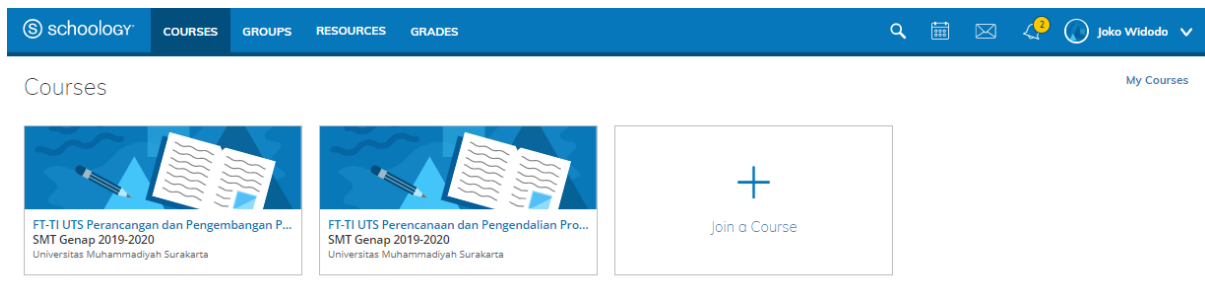 S schoology
COURSES
GROUPS
RESOURCES
GRADES
2
Joko Widodo
Courses
My Courses
FT-TI UTS Perancangan dan Pengembangan P...
SMT Genap 2019-2020
Universitas Muhammadiyah Surakarta
FT-TI UTS Perencanaan dan Pengendalian Pro...
SMT Genap 2019-2020
Universitas Muhammadiyah Surakarta
Join a Course